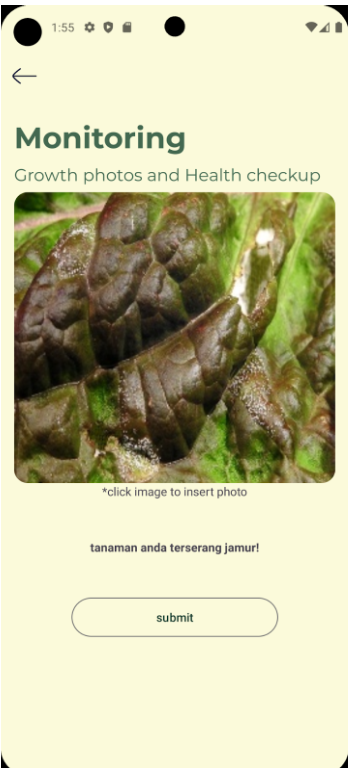 1:55
Monitoring
Growth photos and Health checkup
*click image to insert photo
tanaman anda terserang jamur!
submit